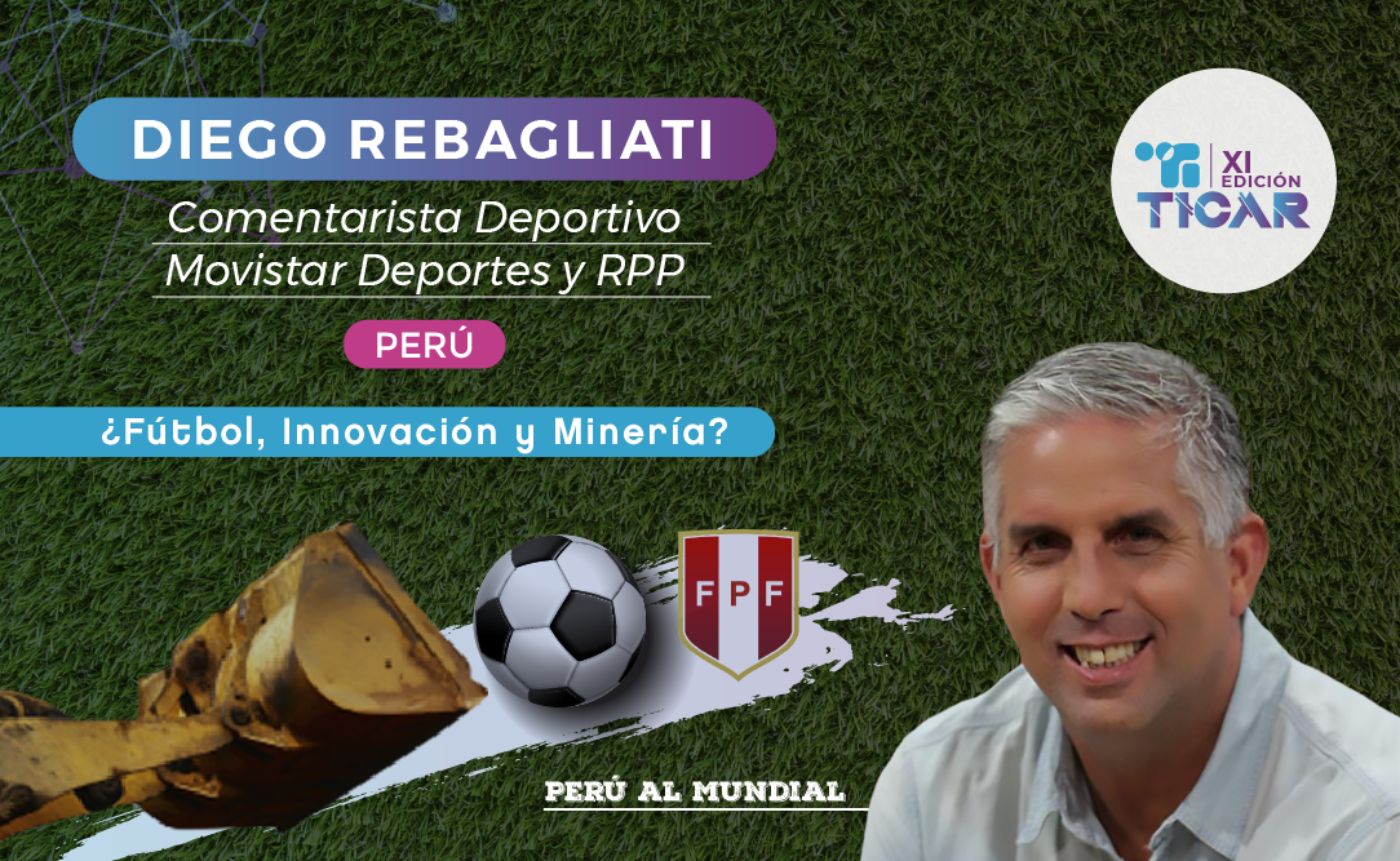 DIEGO REBAGLIATI
Comentarista Deportivo
Movistar Deportes y RPP
PERÚ
¿Fútbol, Innovación y Minería?
XI
EDICIÓN
TICAR
FPF
PERÚ AL MUNDIAL